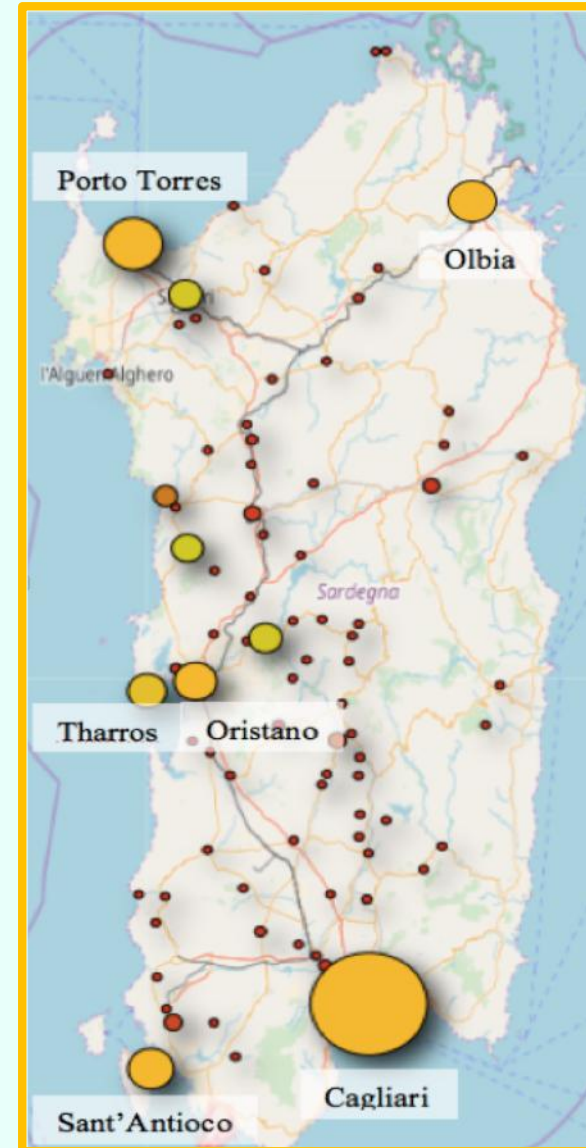 Porto Torres
Olbia
l'Alguer
Alghero
Sardegna
Tharros
Oristano
Cagliari
Sant'Antioco